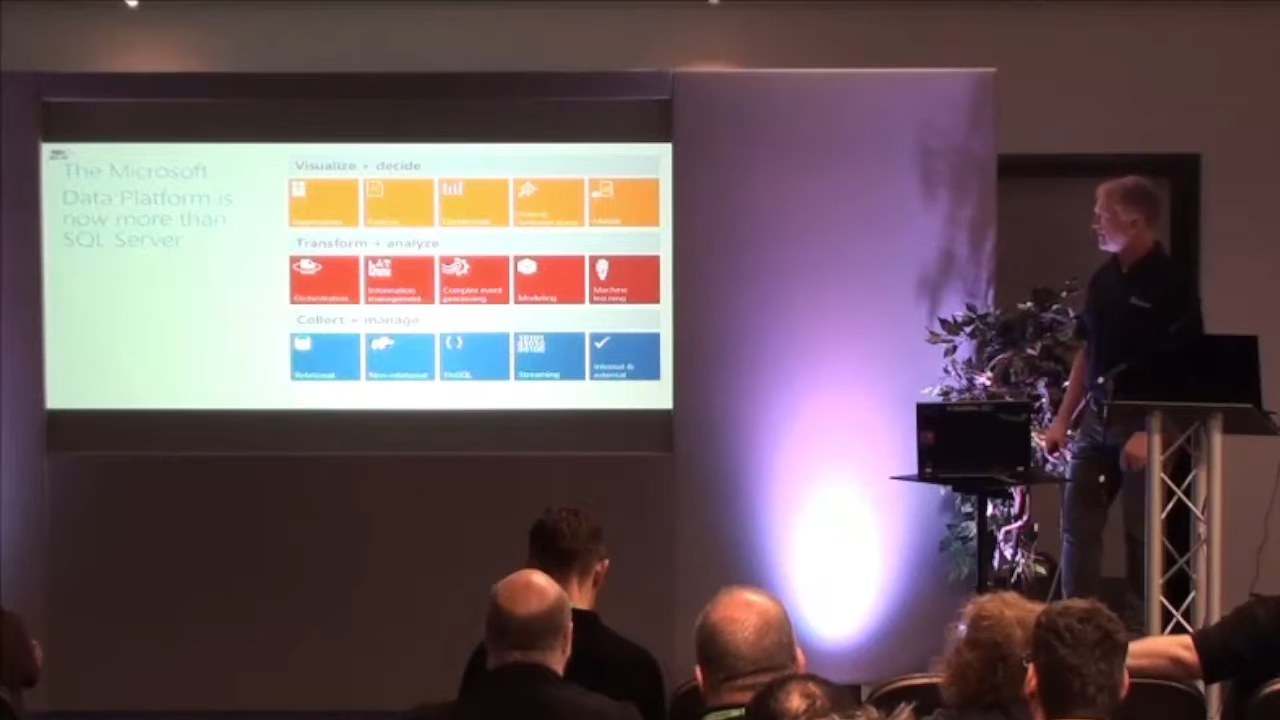 The Microsoft
Data Platform is
now more than
SQL Server
Visualize + decide
Transform + analyze
Orchestration
Information
management
Complex event
processing
Modeling
Machine
learning
Collect + manage
Relational
Non-relational
NoSQL
Streaming
Internal &
external